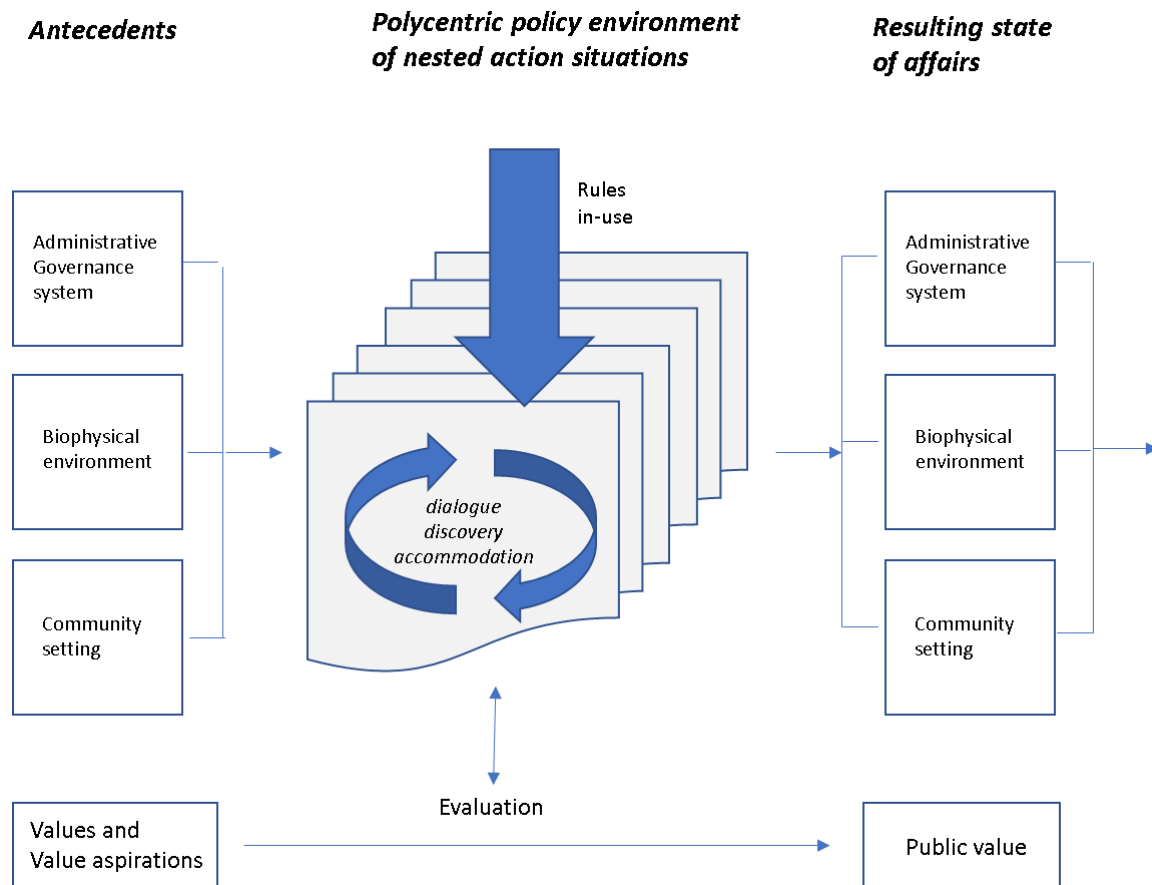 Antecedents
Polycentric policy environment
of nested action situations
Resulting state
of affairs
Rules
in-use
Administrative
Governance
system
Biophysical
environment
Community
setting
dialogue
discovery
accommodation
Administrative
Governance
system
Biophysical
environment
Community
setting
Evaluation
Values and
Value aspirations
Public value